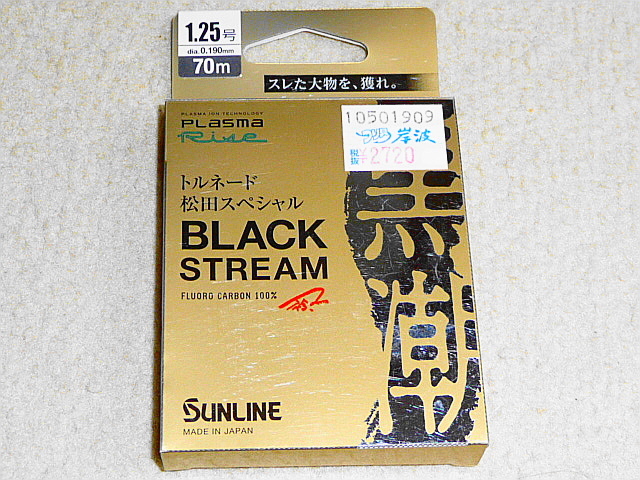 1.25号
dia.0.190mm
70m
スレた大物を、獲れ。
PLASMA ION TECHNOLOGY
PLasma
Rise
10501909
岸波
税抜 ¥2720
トルネード
松田スペシャル
BLACK
STREAM
FLUORO CARBON 100%
黒潮
SUNLINE
MADE IN JAPAN